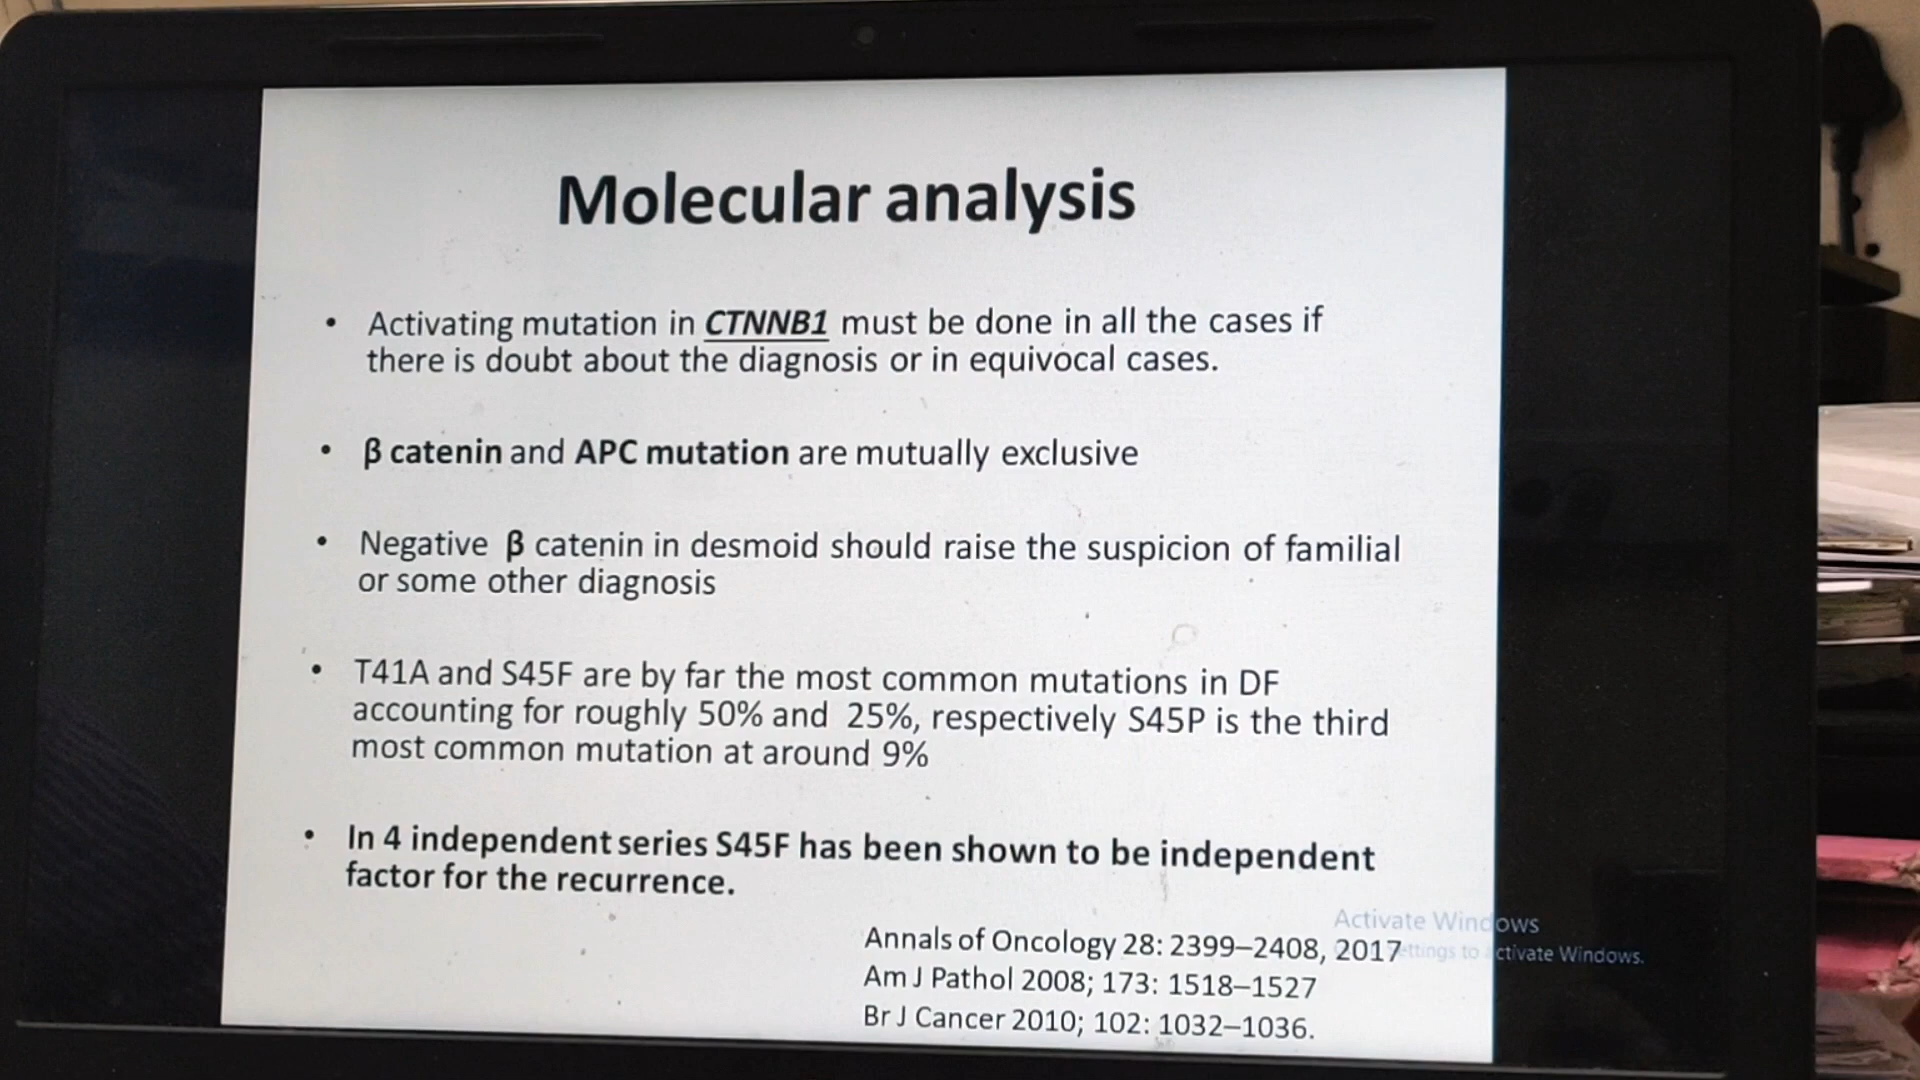 Molecular analysis
• Activating mutation in CTNNB1 must be done in all the cases if
there is doubt about the diagnosis or in equivocal cases.
• β catenin and APC mutation are mutually exclusive
• Negative β catenin in desmoid should raise the suspicion of familial
or some other diagnosis
• T41A and S45F are by far the most common mutations in DF
accounting for roughly 50% and 25%, respectively S45P is the third
most common mutation at around 9%
• In 4 independent series S45F has been shown to be independent
factor for the recurrence.
Activate Windows
Annals of Oncology 28: 2399–2408, 2017
ettings to activate Windows.
Am J Pathol 2008; 173: 1518–1527
Br J Cancer 2010; 102: 1032–1036.